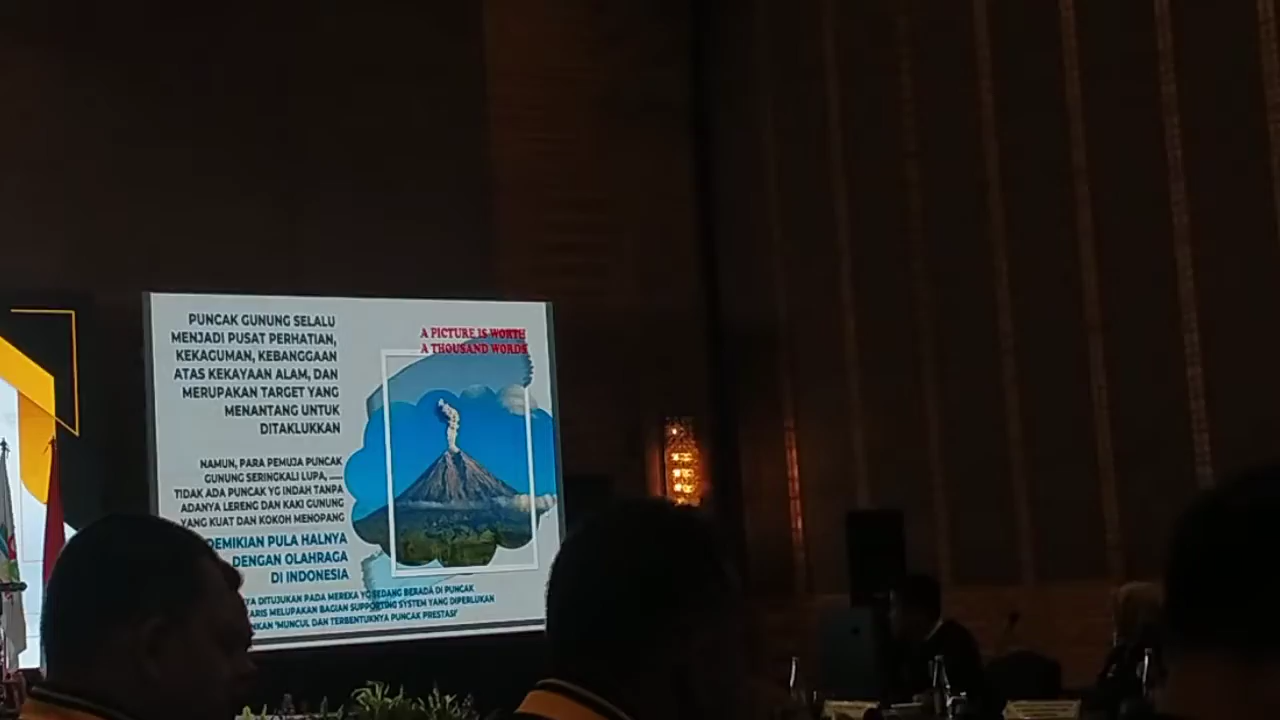 PUNCAK GUNUNG SELALU
MENJADI PUSAT PERHATIAN,
KEKAGUMAN, KEBANGGAAN
ATAS KEKAYAAN ALAM, DAN
MERUPAKAN TARGET YANG
MENANTANG UNTUK
DITAKLUKKAN
NAMUN, PARA PEMUJA PUNCAK
GUNUNG SERINGKALI LUPA, ......
TIDAK ADA PUNCAK YG INDAH TANPA
ADANYA LERENG DAN KAKI GUNUNG
YANG KUAT DAN KOKOH MENOPANG
DEMIKIAN PULA HALNYA
DENGAN OLAHRAGA
DI INDONESIA
YA DITUJUKAN PADA MEREKA YG SEDANG BERADA DI PUNCAK
ARIS MELUPAKAN BAGIAN SUPPORTING SYSTEM YANG DIPERLUKAN
NKAN 'MUNCUL DAN TERBENTUKNYA PUNCAK PRESTASI'
A PICTURE IS WORTH
A THOUSAND WORDS